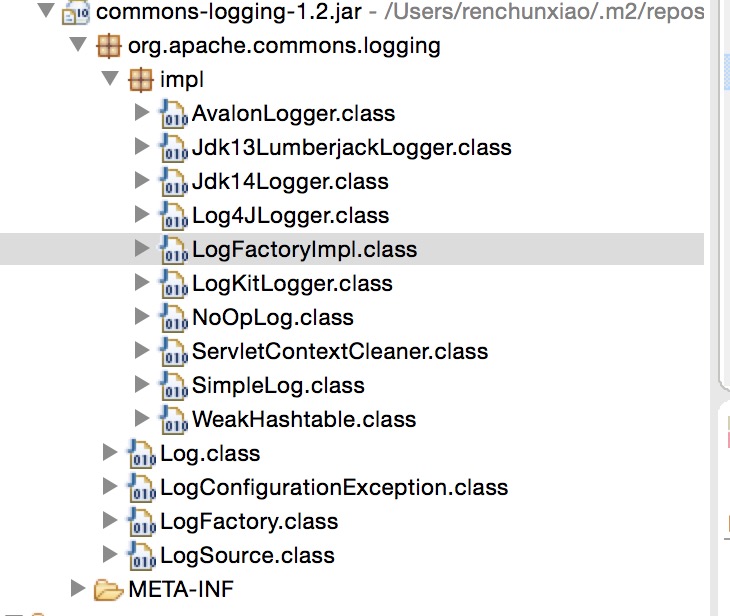 commons-logging-1.2.jar - /Users/renchunxiao/.m2/repos
org.apache.commons.logging
impl
AvalonLogger.class
Jdk13LumberjackLogger.class
Jdk14Logger.class
Log4JLogger.class
LogFactoryImpl.class
LogKitLogger.class
NoOpLog.class
ServletContextCleaner.class
SimpleLog.class
WeakHashtable.class
Log.class
LogConfigurationException.class
LogFactory.class
LogSource.class
META-INF